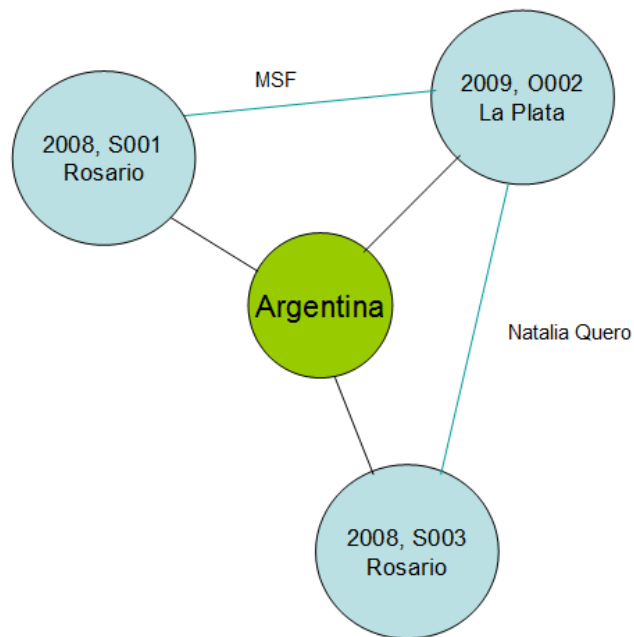 MSF
2009, O002
La Plata
2008, S001
Rosario
Argentina
Natalia Quero
2008, S003
Rosario